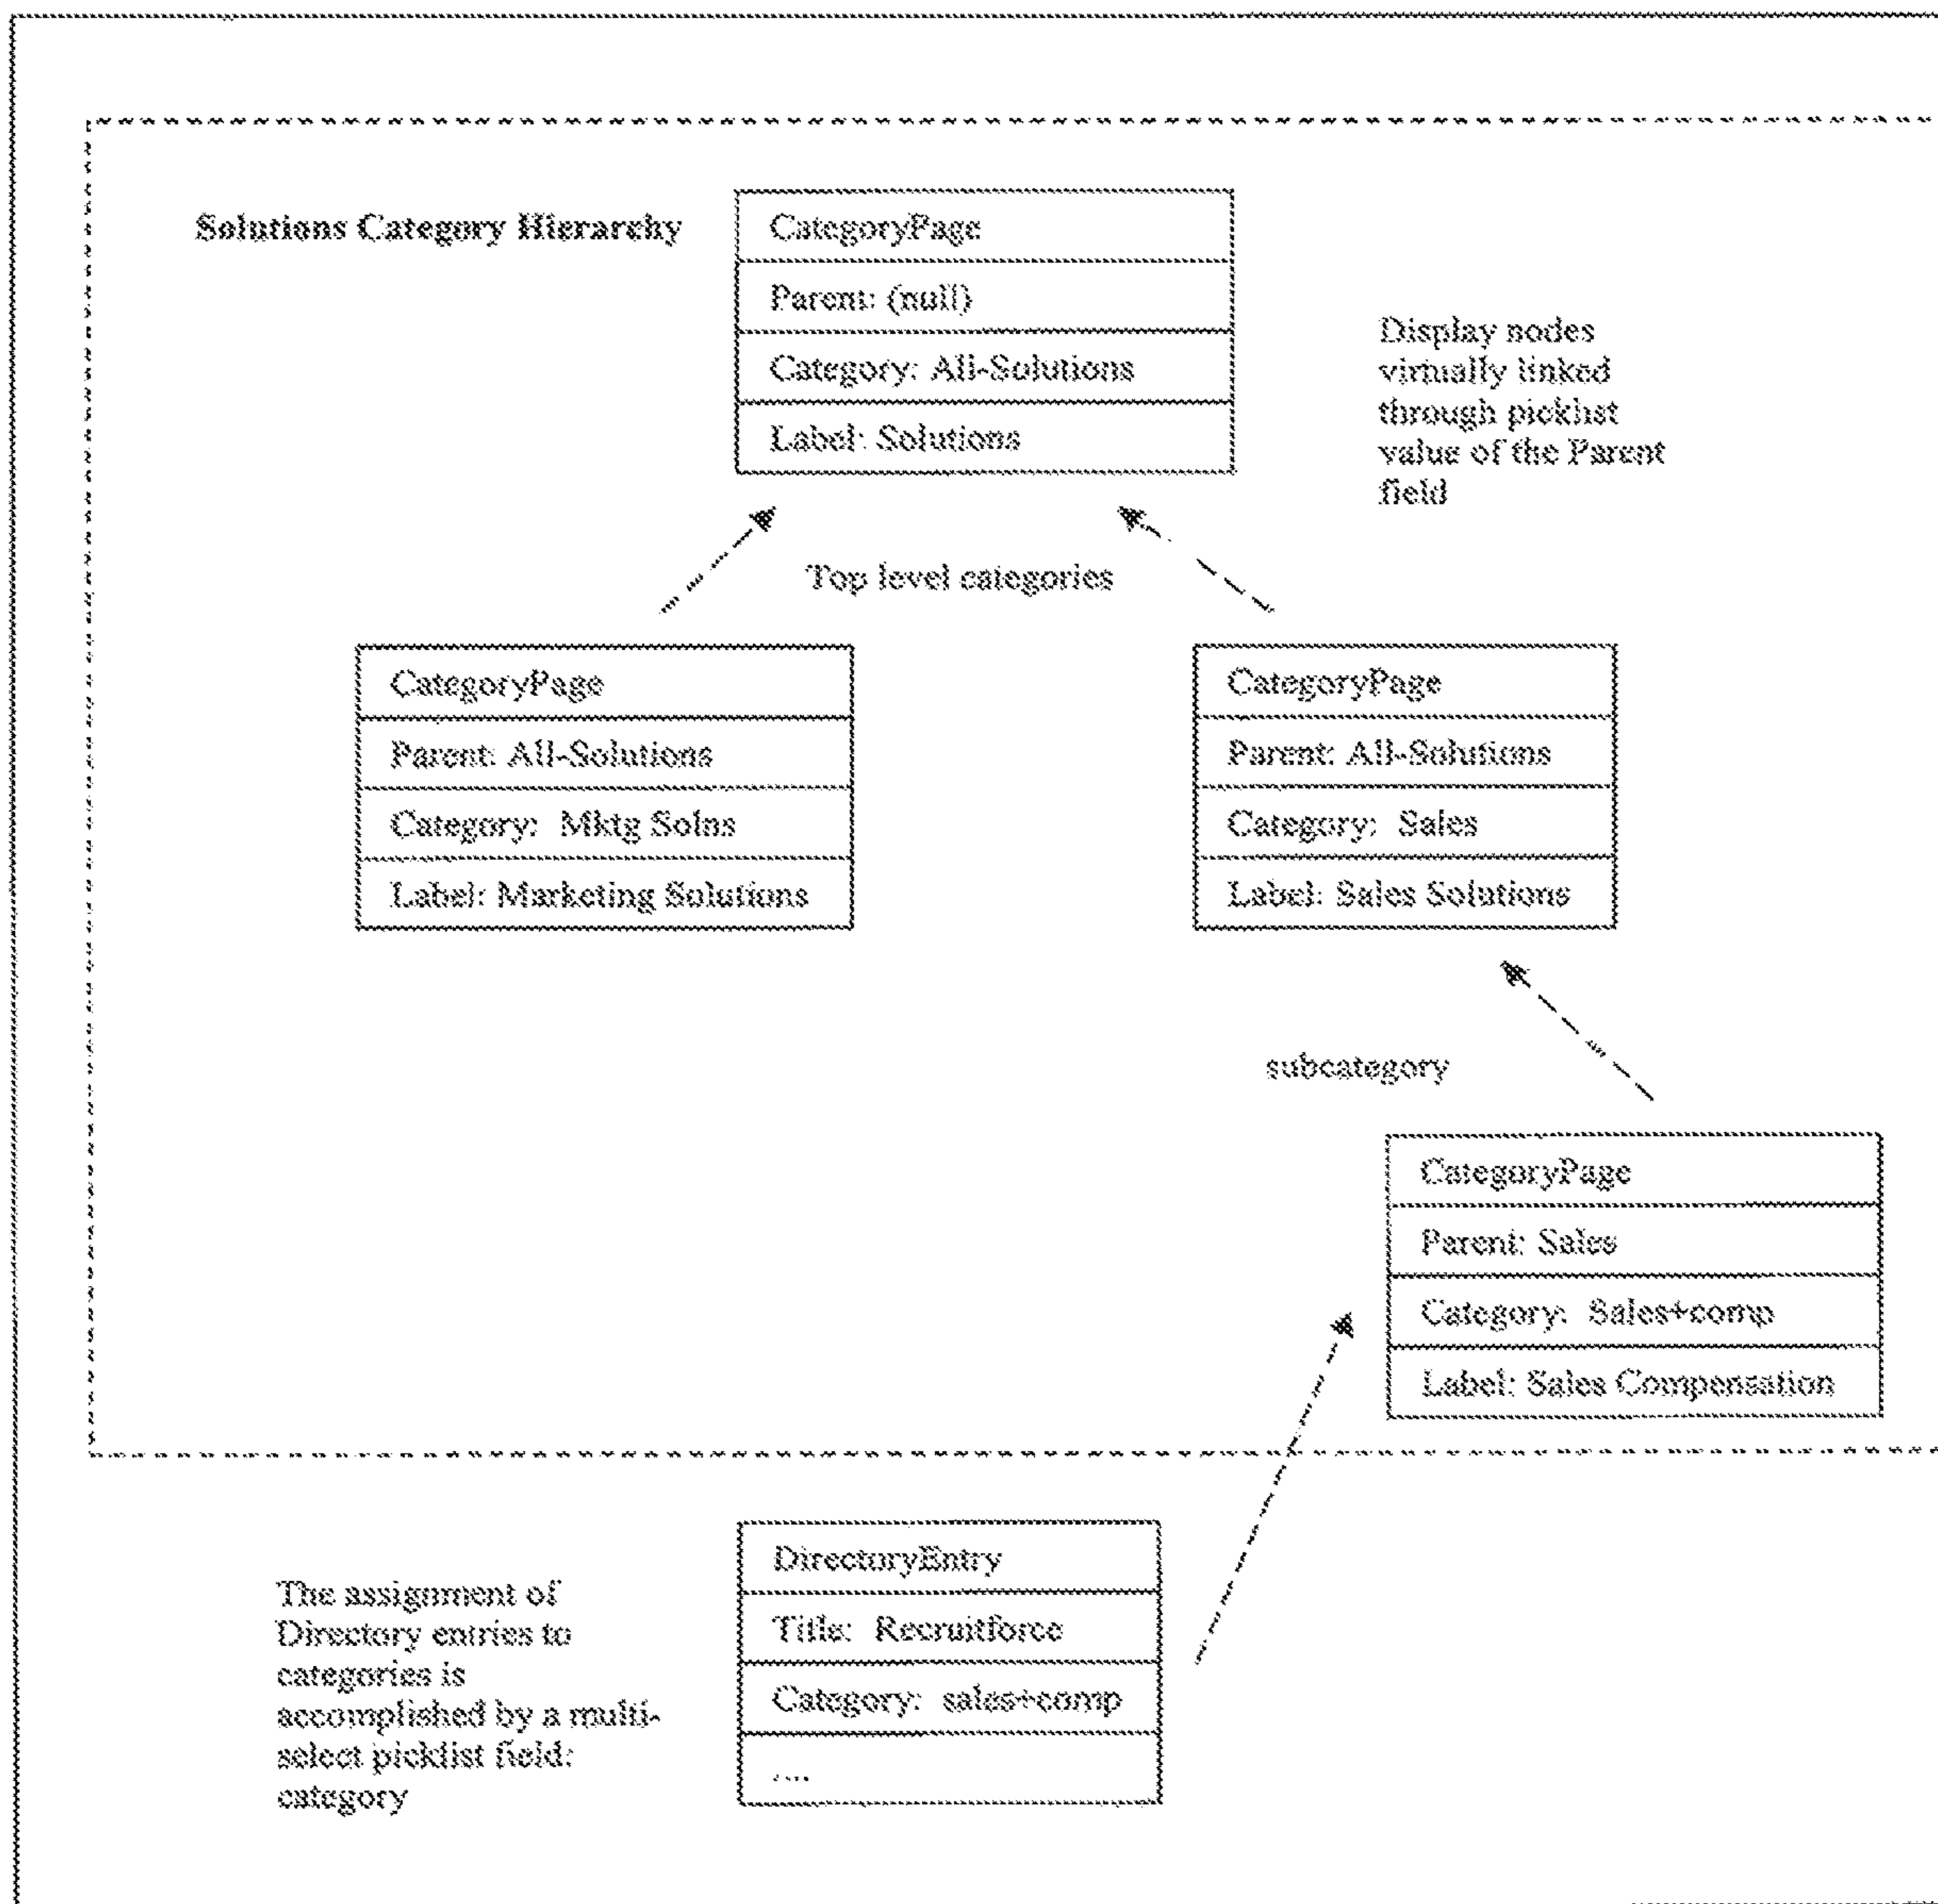 Solutions Category Hierarchy
CategoryPage
Parent: (null)
Category: All-Solutions
Label: Solutions
Display nodes
virtually linked
through picklist
value of the Parent
field
Top level categories
CategoryPage
Parent: All-Solutions
Category: Mktg Solns
Label: Marketing Solutions
CategoryPage
Parent: All-Solutions
Category: Sales
Label: Sales Solutions
subcategory
CategoryPage
Parent: Sales
Category: Sales+comp
Label: Sales Compensation
The assignment of
Directory entries to
categories is
accomplished by a multi-
select picklist field:
category
DirectoryEntry
Title: Recruitforce
Category: sales+comp
....